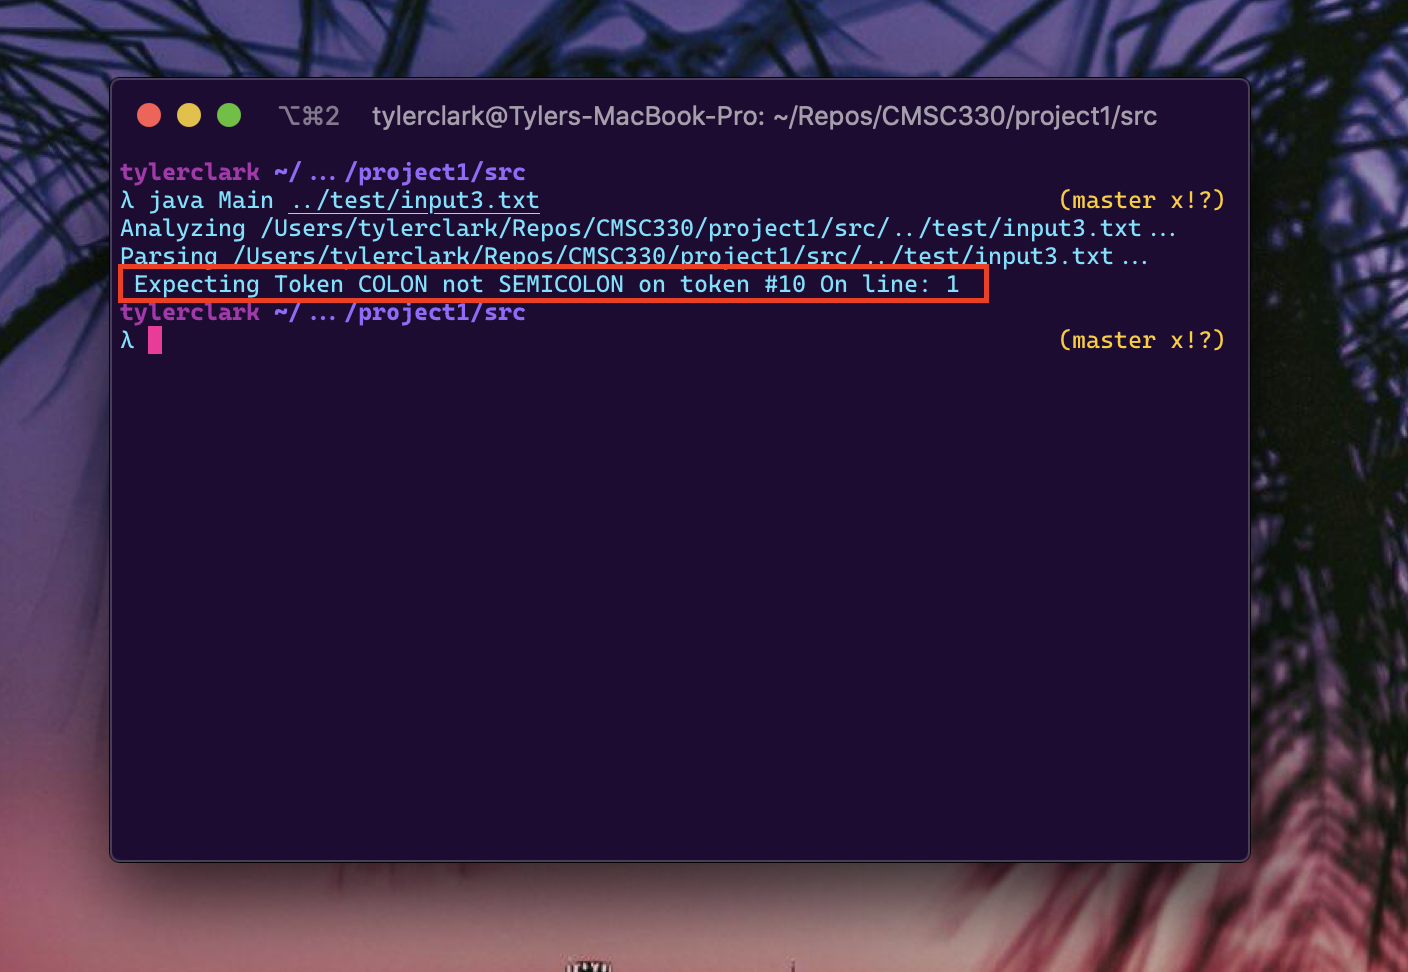 ⌥⌘2 tylerclark@Tylers-MacBook-Pro: ~/Repos/CMSC330/project1/src
tylerclark ~/.../project1/src
λ java Main ../test/input3.txt (master x!?)
Analyzing /Users/tylerclark/Repos/CMSC330/project1/src/../test/input3.txt...
Parsing /Users/tylerclark/Repos/CMSC330/project1/src/../test/input3.txt...
Expecting Token COLON not SEMICOLON on token #10 On line: 1
tylerclark ~/.../project1/src
λ (master x!?)